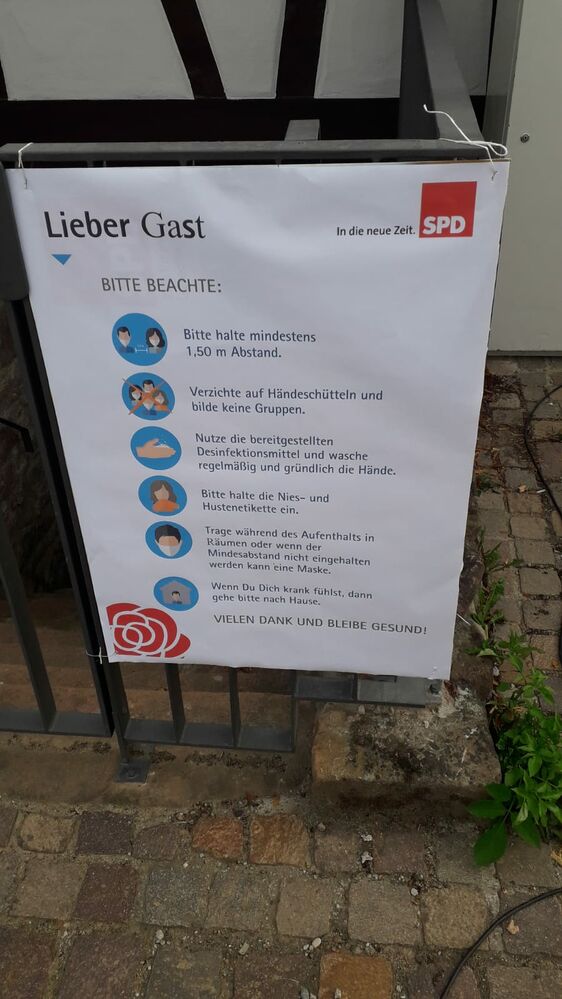 Lieber Gast
In die neue Zeit. SPD
BITTE BEACHTE:
Bitte halte mindestens
1,50 m Abstand.
Verzichte auf Händeschütteln und
bilde keine Gruppen.
Nutze die bereitgestellten
Desinfektionsmittel und wasche
regelmäßig und gründlich die Hände.
Bitte halte die Nies- und
Hustenetikette ein.
Trage während des Aufenthalts in
Räumen oder wenn der
Mindesabstand nicht eingehalten
werden kann eine Maske.
Wenn Du Dich krank fühlst, dann
gehe bitte nach Hause.
VIELEN DANK UND BLEIBE GESUND!